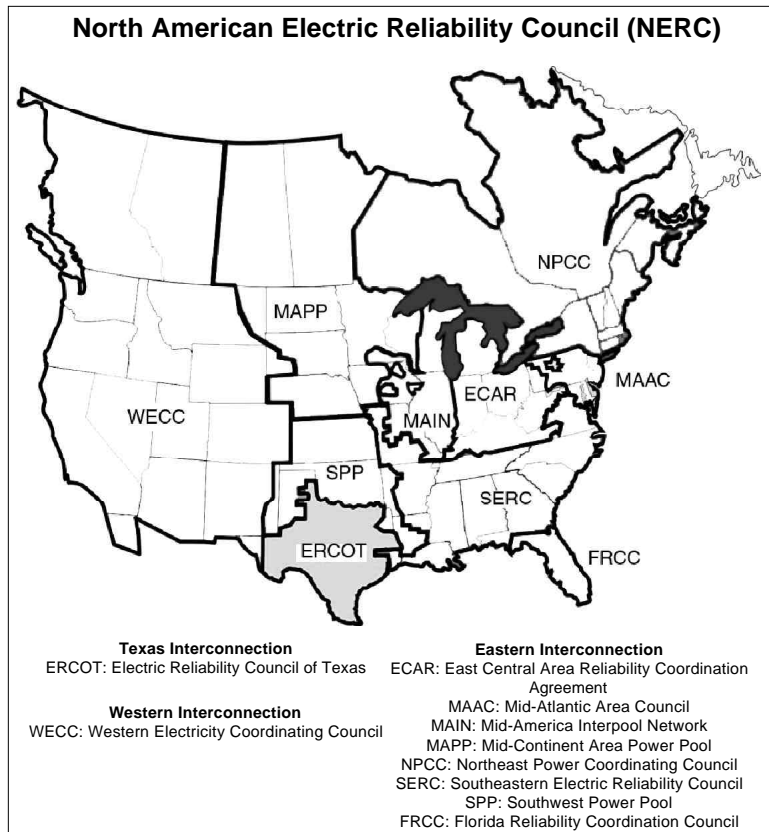 North American Electric Reliability Council (NERC)
NPCC
MAPP
MAAC
ECAR
WECC
MAIN
SPP
SERC
ERCOT
FRCC
Texas Interconnection
ERCOT: Electric Reliability Council of Texas
Western Interconnection
WECC: Western Electricity Coordinating Council
Eastern Interconnection
ECAR: East Central Area Reliability Coordination
Agreement
MAAC: Mid-Atlantic Area Council
MAIN: Mid-America Interpool Network
MAPP: Mid-Continent Area Power Pool
NPCC: Northeast Power Coordinating Council
SERC: Southeastern Electric Reliability Council
SPP: Southwest Power Pool
FRCC: Florida Reliability Coordination Council